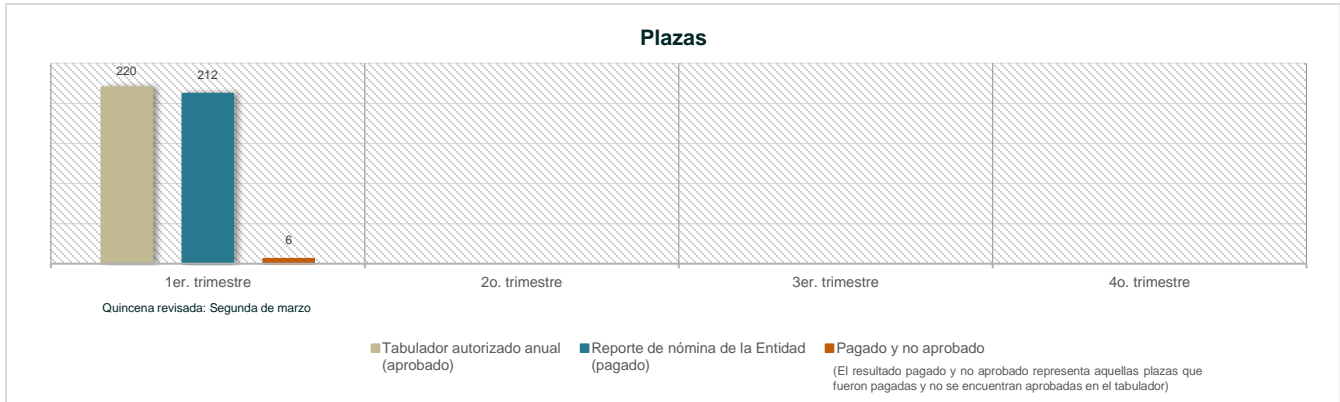 Plazas
220
212
6
1er. trimestre
2o. trimestre
3er. trimestre
4o. trimestre
Quincena revisada: Segunda de marzo
Tabulador autorizado anual
(aprobado)
Reporte de nómina de la Entidad
(pagado)
Pagado y no aprobado
(El resultado pagado y no aprobado representa aquellas plazas que
fueron pagadas y no se encuentran aprobadas en el tabulador)